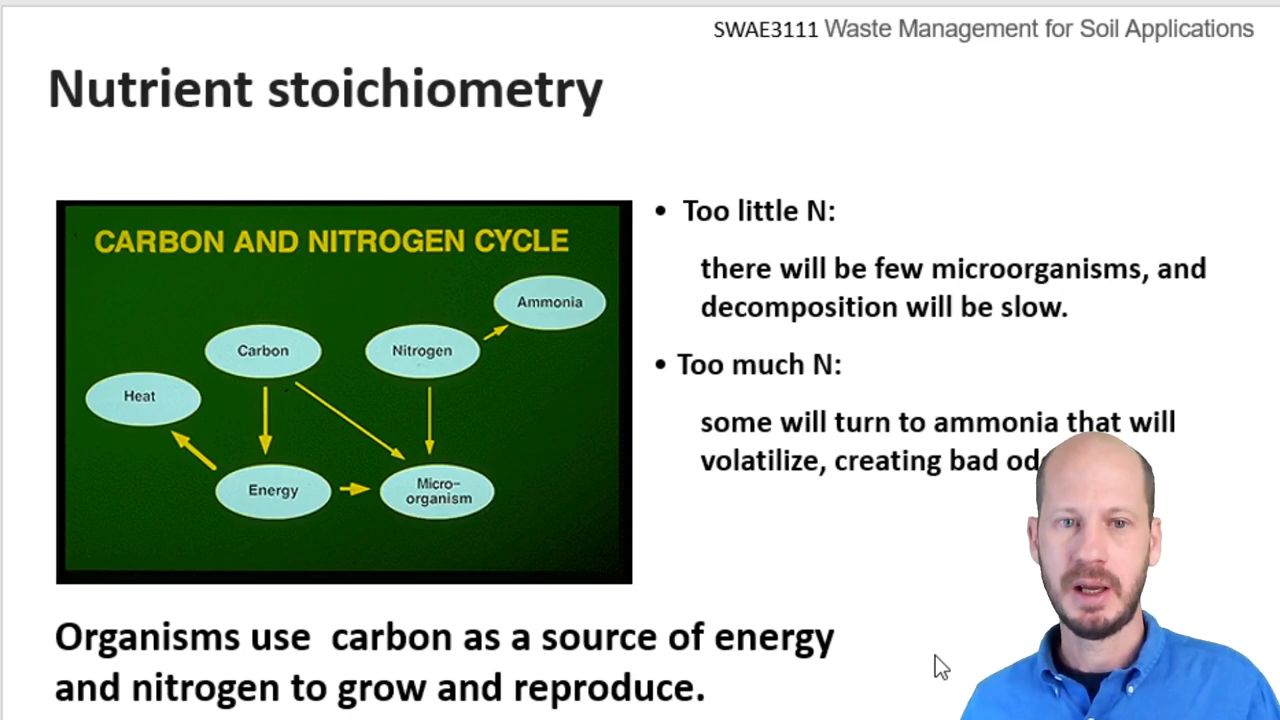 SWAE3111 Waste Management for Soil Applications
Nutrient stoichiometry
CARBON AND NITROGEN CYCLE
Ammonia
Carbon
Nitrogen
Heat
Energy
Micro-
organism
• Too little N:
there will be few microorganisms, and
decomposition will be slow.
• Too much N:
some will turn to ammonia that will
volatilize, creating bad
Organisms use carbon as a source of energy
and nitrogen to grow and reproduce.